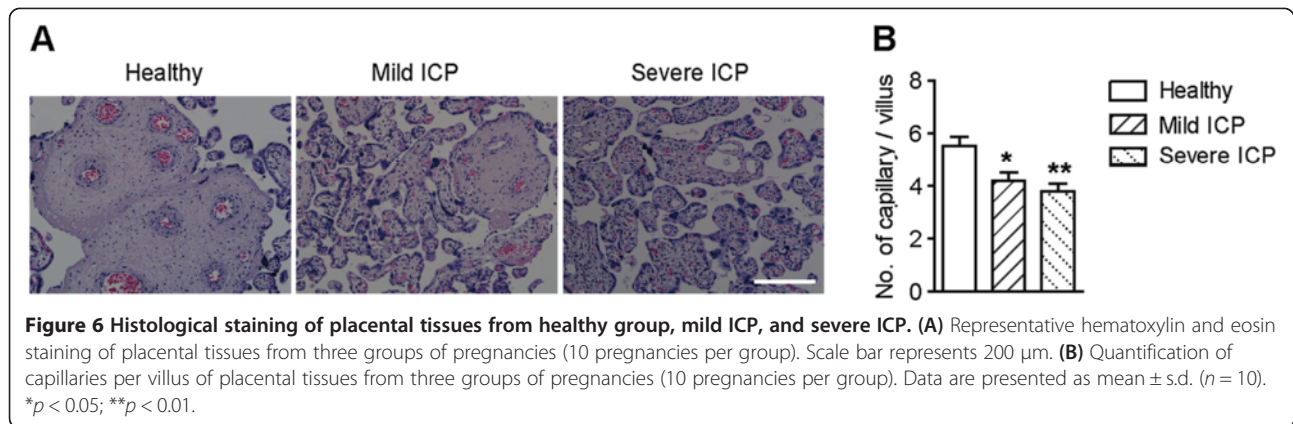 A
B
Healthy
Mild ICP
Severe ICP
No. of capillary / villus
8
6
4
2
0
*
**
Healthy
Mild ICP
Severe ICP
Figure 6 Histological staining of placental tissues from healthy group, mild ICP, and severe ICP. (A) Representative hematoxylin and eosin
staining of placental tissues from three groups of pregnancies (10 pregnancies per group). Scale bar represents 200 μm. (B) Quantification of
capillaries per villus of placental tissues from three groups of pregnancies (10 pregnancies per group). Data are presented as mean ± s.d. (n = 10).
*p < 0.05; **p < 0.01.